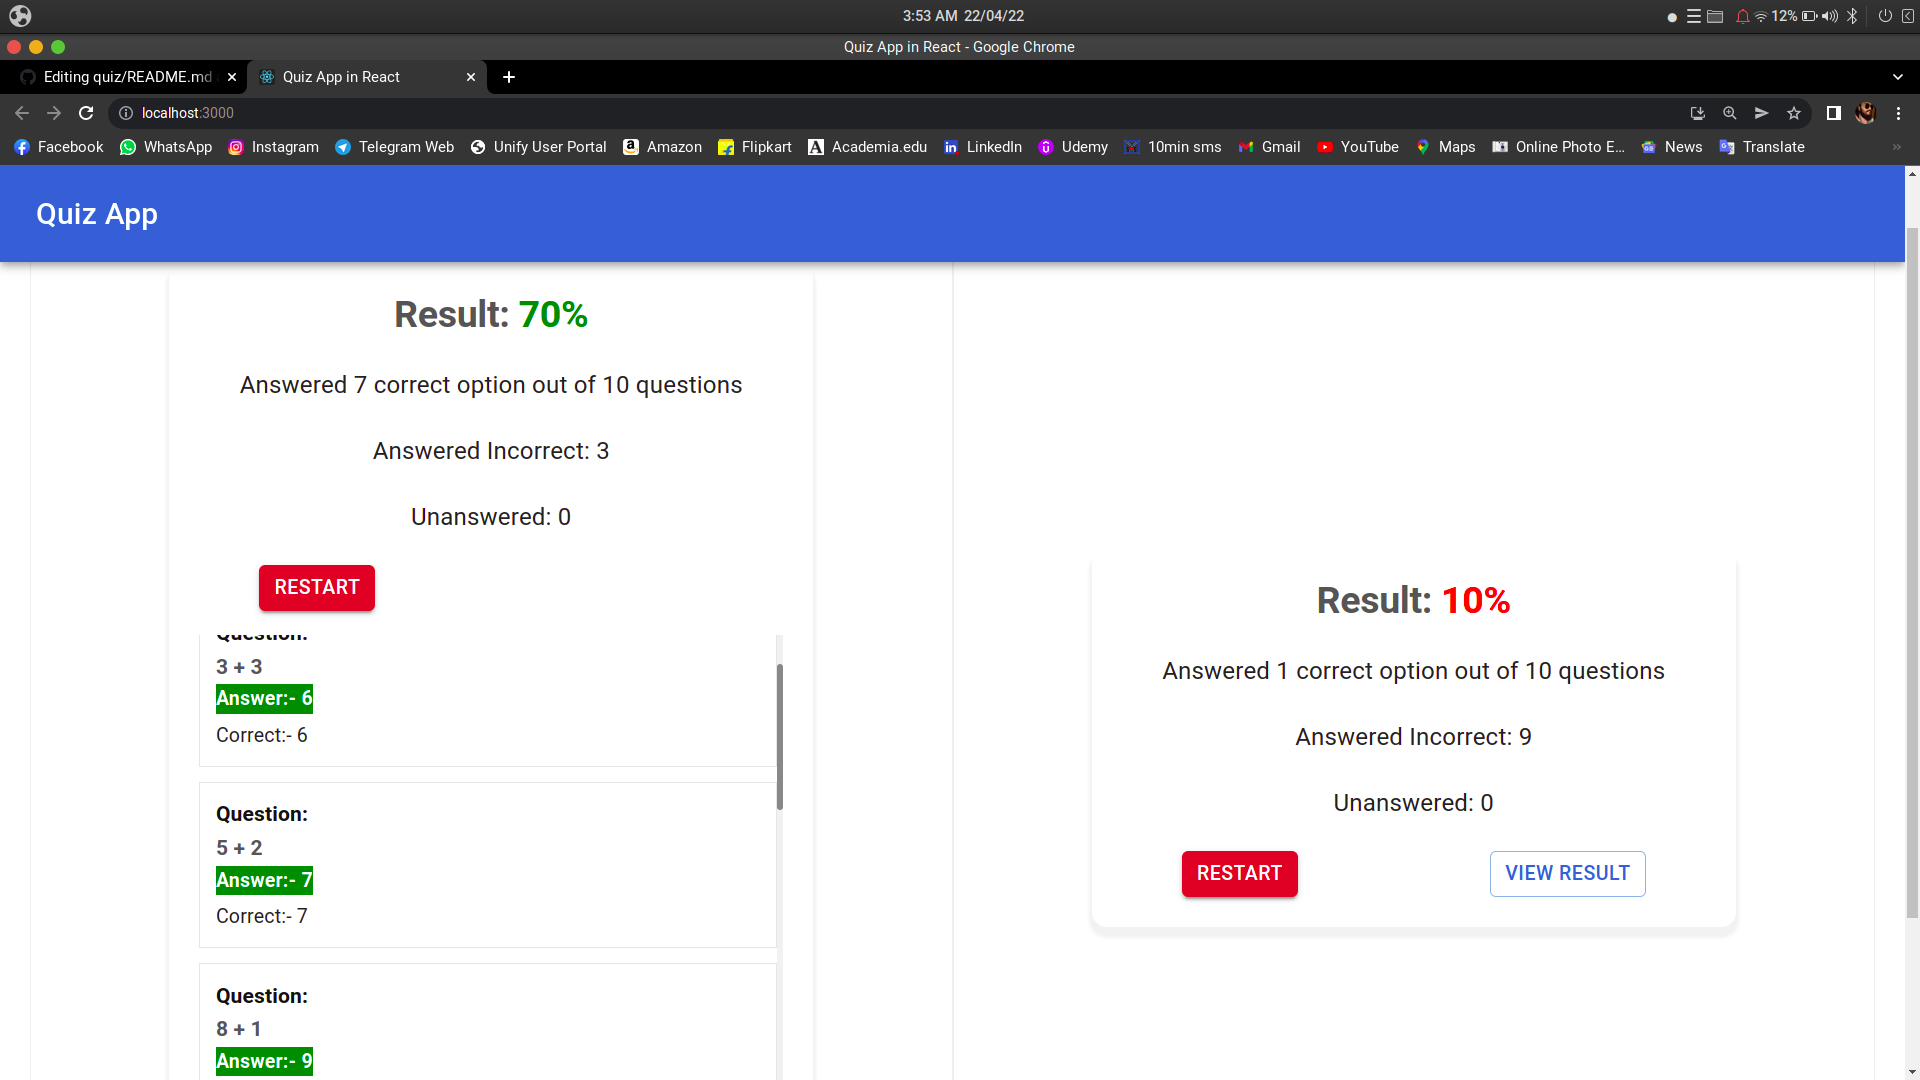 3:53 AM 22/04/22
12%
Quiz App in React - Google Chrome
Editing quiz/README.md
Quiz App in React
localhost:3000
Facebook
WhatsApp
Instagram
Telegram Web
Unify User Portal
Amazon
Flipkart
Academia.edu
LinkedIn
Udemy
10min sms
Gmail
YouTube
Maps
Online Photo E...
News
Translate
Quiz App
Result: 70%
Answered 7 correct option out of 10 questions
Answered Incorrect: 3
Unanswered: 0
RESTART
Question:
3 + 3
Answer:- 6
Correct:- 6
Question:
5 + 2
Answer:- 7
Correct:- 7
Question:
8 + 1
Answer:- 9
Result: 10%
Answered 1 correct option out of 10 questions
Answered Incorrect: 9
Unanswered: 0
RESTART
VIEW RESULT